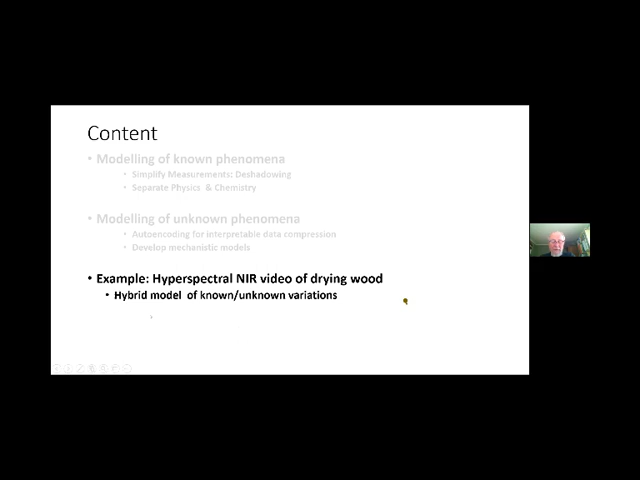 Content
• Modelling of known phenomena
• Simplify Measurements: Deshadowing
• Separate Physics & Chemistry
• Modelling of unknown phenomena
• Autoencoding for interpretable data compression
• Develop mechanistic models
• Example: Hyperspectral NIR video of drying wood
• Hybrid model of known/unknown variations